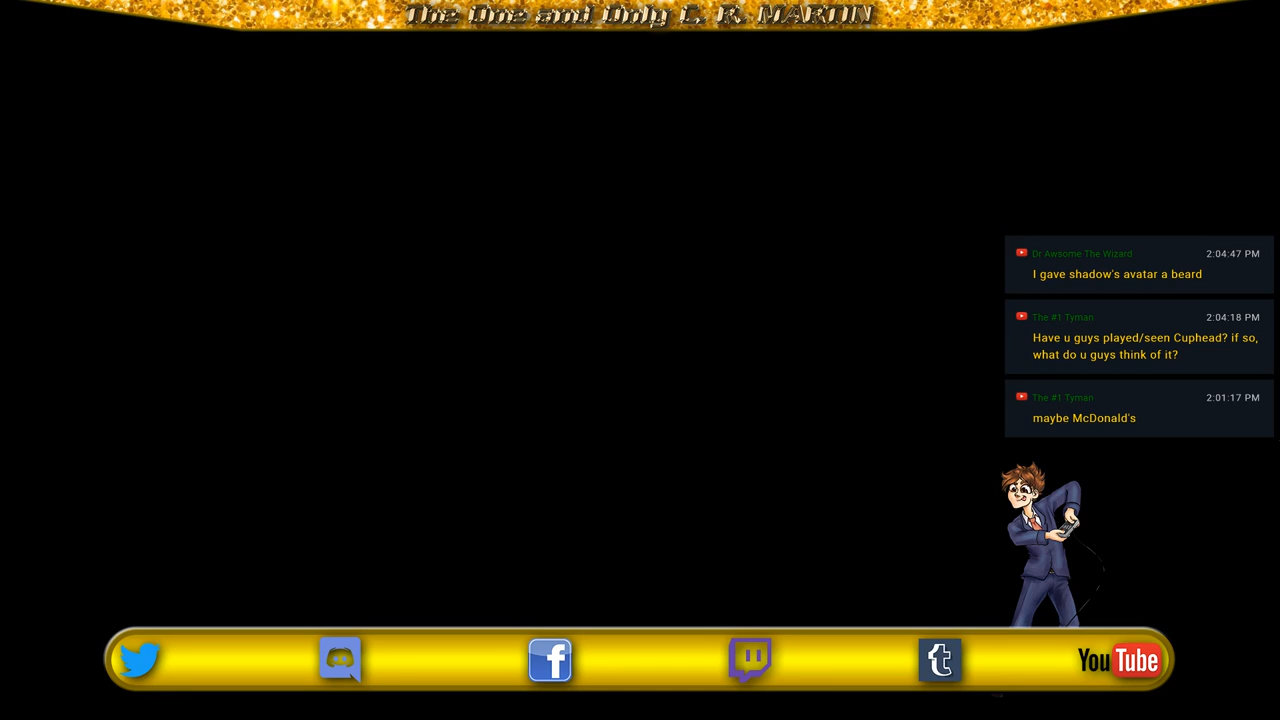 The One and Only C. R. MARTIN
Dr Awsome The Wizard 2:04:47 PM
I gave shadow's avatar a beard
The #1 Tyman 2:04:18 PM
Have u guys played/seen Cuphead? if so,
what do u guys think of it?
The #1 Tyman 2:01:17 PM
maybe McDonald's
YouTube